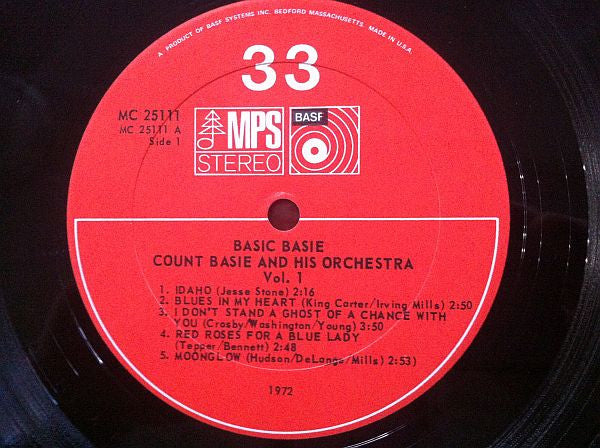 A PRODUCT OF BASF SYSTEMS INC. BEDFORD MASSACHUSETTS. MADE IN U.S.A.
33
MC 25111
MC 25111 A
Side 1
MPS
STEREO
BASF
BASIC BASIE
COUNT BASIE AND HIS ORCHESTRA
Vol. 1
1. IDAHO (Jesse Stone) 2:16
2. BLUES IN MY HEART (King Carter/Irving Mills) 2:50
3. I DON'T STAND A GHOST OF A CHANCE WITH
YOU (Crosby/Washington/Young) 3:50
4. RED ROSES FOR A BLUE LADY
(Tepper/Bennett) 2:48
5. MOONGLOW (Hudson/DeLange/Mills) 2:53)
1972